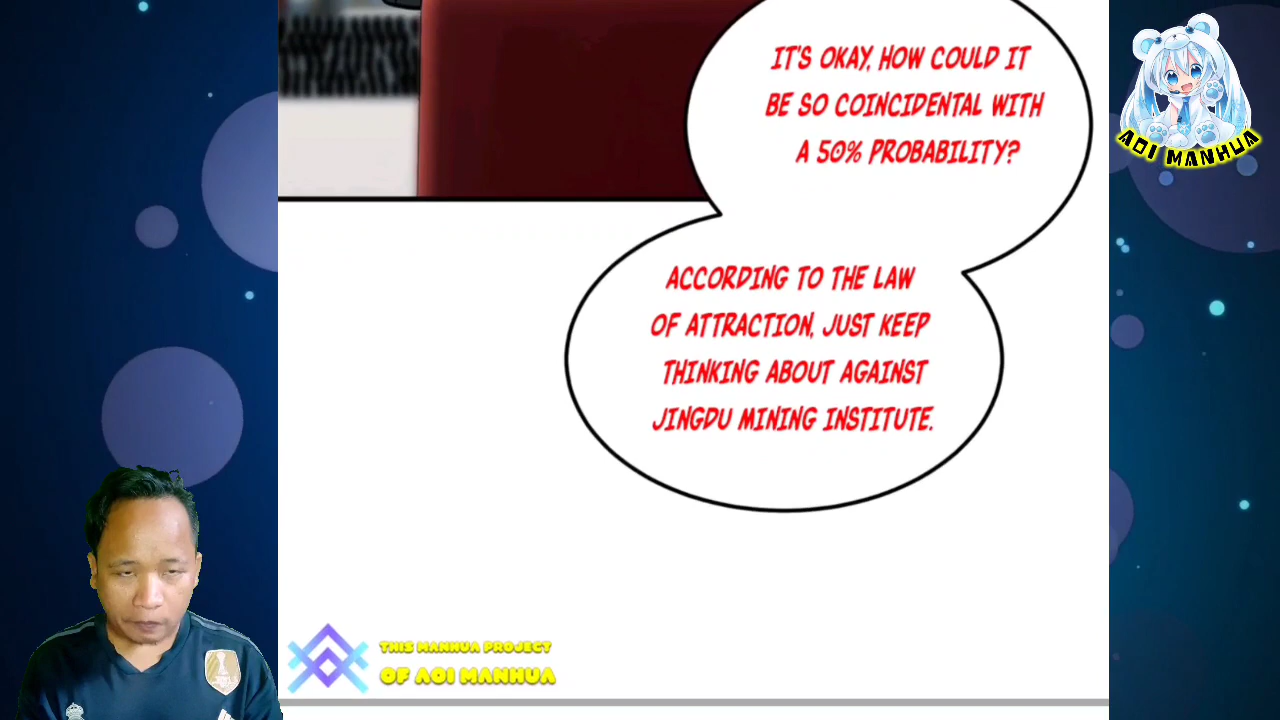 IT'S OKAY, HOW COULD IT
BE SO COINCIDENTAL WITH
A 50% PROBABILITY?
AOI MANHUA
ACCORDING TO THE LAW
OF ATTRACTION, JUST KEEP
THINKING ABOUT AGAINST
JINGDU MINING INSTITUTE.
THIS MANHUA PROJECT
OF AOI MANHUA